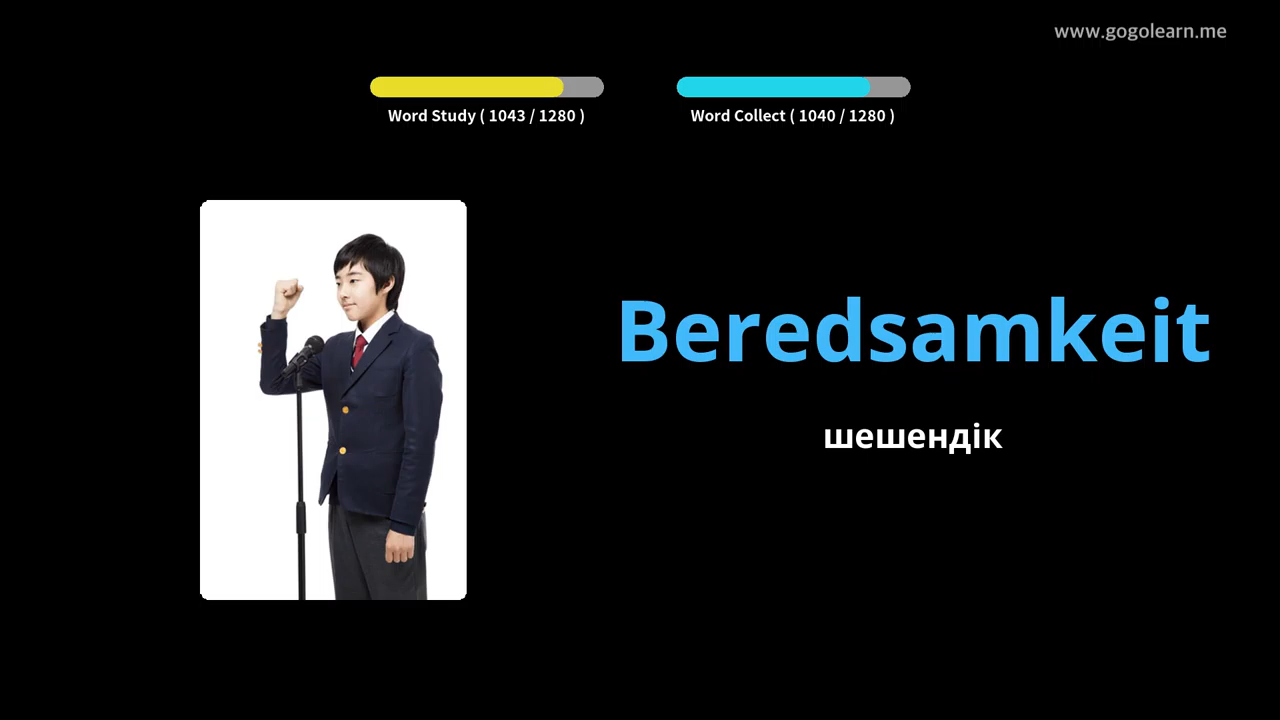 www.gogolearn.me
Word Study ( 1043 / 1280 )
Word Collect ( 1040 / 1280 )
Beredsamkeit
шешендік